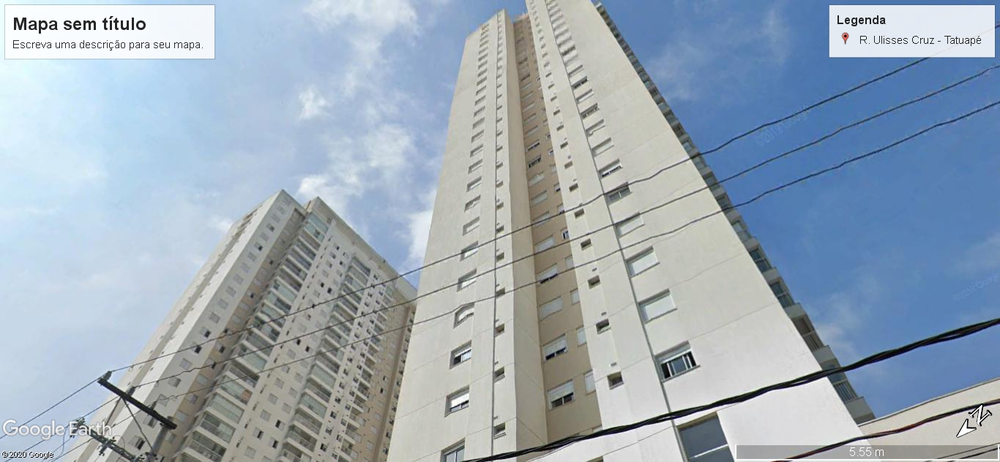 Mapa sem título
Escreva uma descrição para seu mapa.
Legenda
R. Ulisses Cruz - Tatuapé
Google Earth
©2020 Google
5.55 m
N